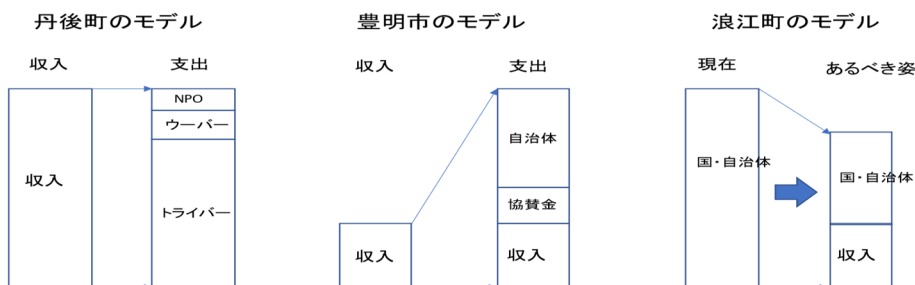 丹後町のモデル
収入
支出
NPO
ウーバー
収入
トライバー
豊明市のモデル
収入
支出
自治体
協賛金
収入
収入
浪江町のモデル
現在
あるべき姿
国・自治体
国・自治体
収入